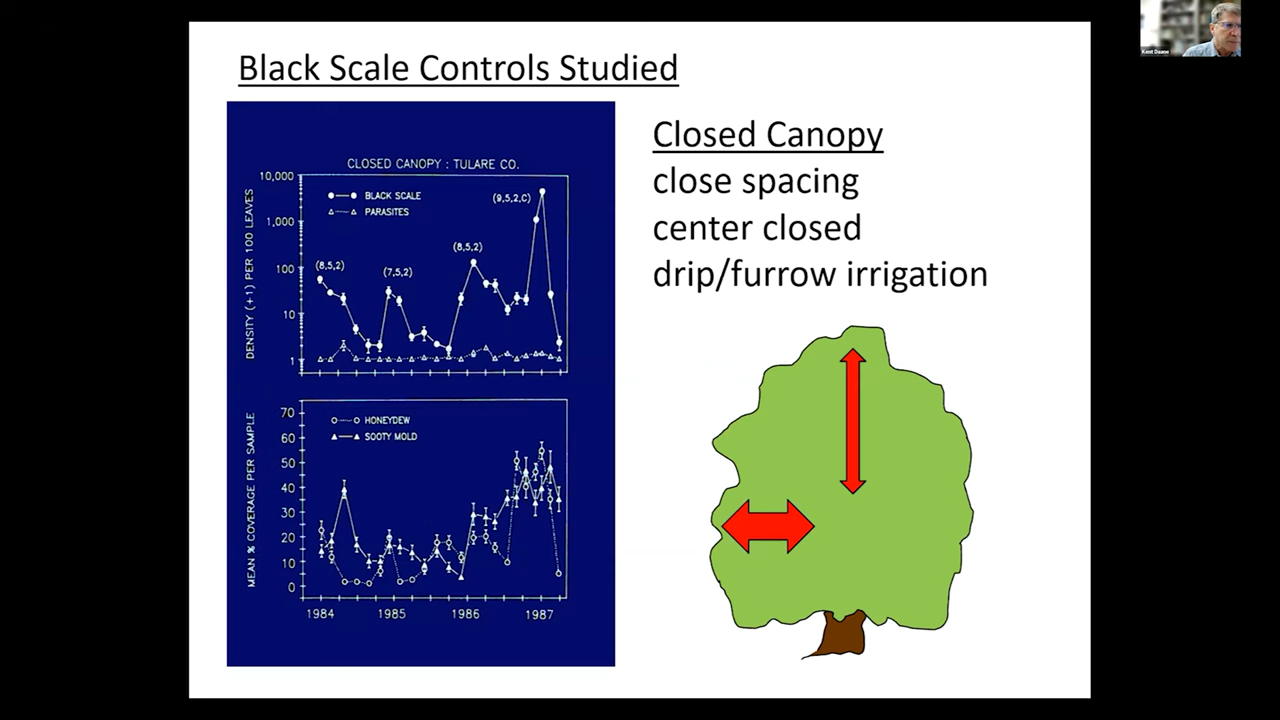 Black Scale Controls Studied
CLOSED CANOPY : TULARE CO.
DENSITY (+1) PER 100 LEAVES
10,000
1,000
100
10
1
BLACK SCALE
PARASITES
(8,5,2)
(7,5,2)
(8,5,2)
(9,5,2,C)
MEAN % COVERAGE PER SAMPLE
70
60
50
40
30
20
10
0
HONEYDEW
SOOTY MOLD
1984 1985 1986 1987
Closed Canopy
close spacing
center closed
drip/furrow irrigation
Kent Daane